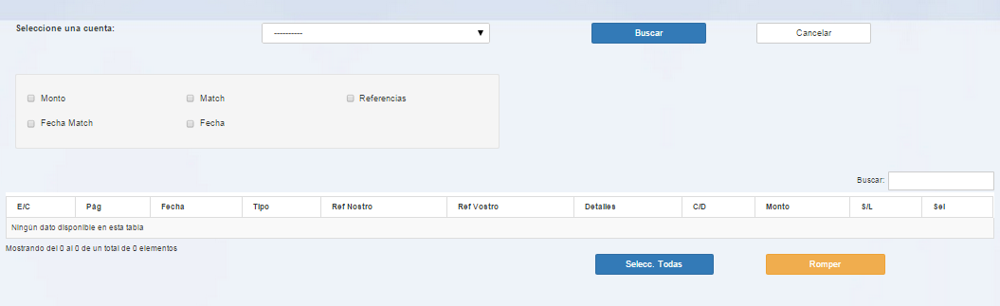 Seleccione una cuenta: ---------- Buscar Cancelar
Monto Match Referencias
Fecha Match Fecha
Buscar:
E/C Pág Fecha Tipo Ref Nostro Ref Vostro Detalles C/D Monto S/L Sel
Ningún dato disponible en esta tabla
Mostrando del 0 al 0 de un total de 0 elementos
Selecc. Todas Romper